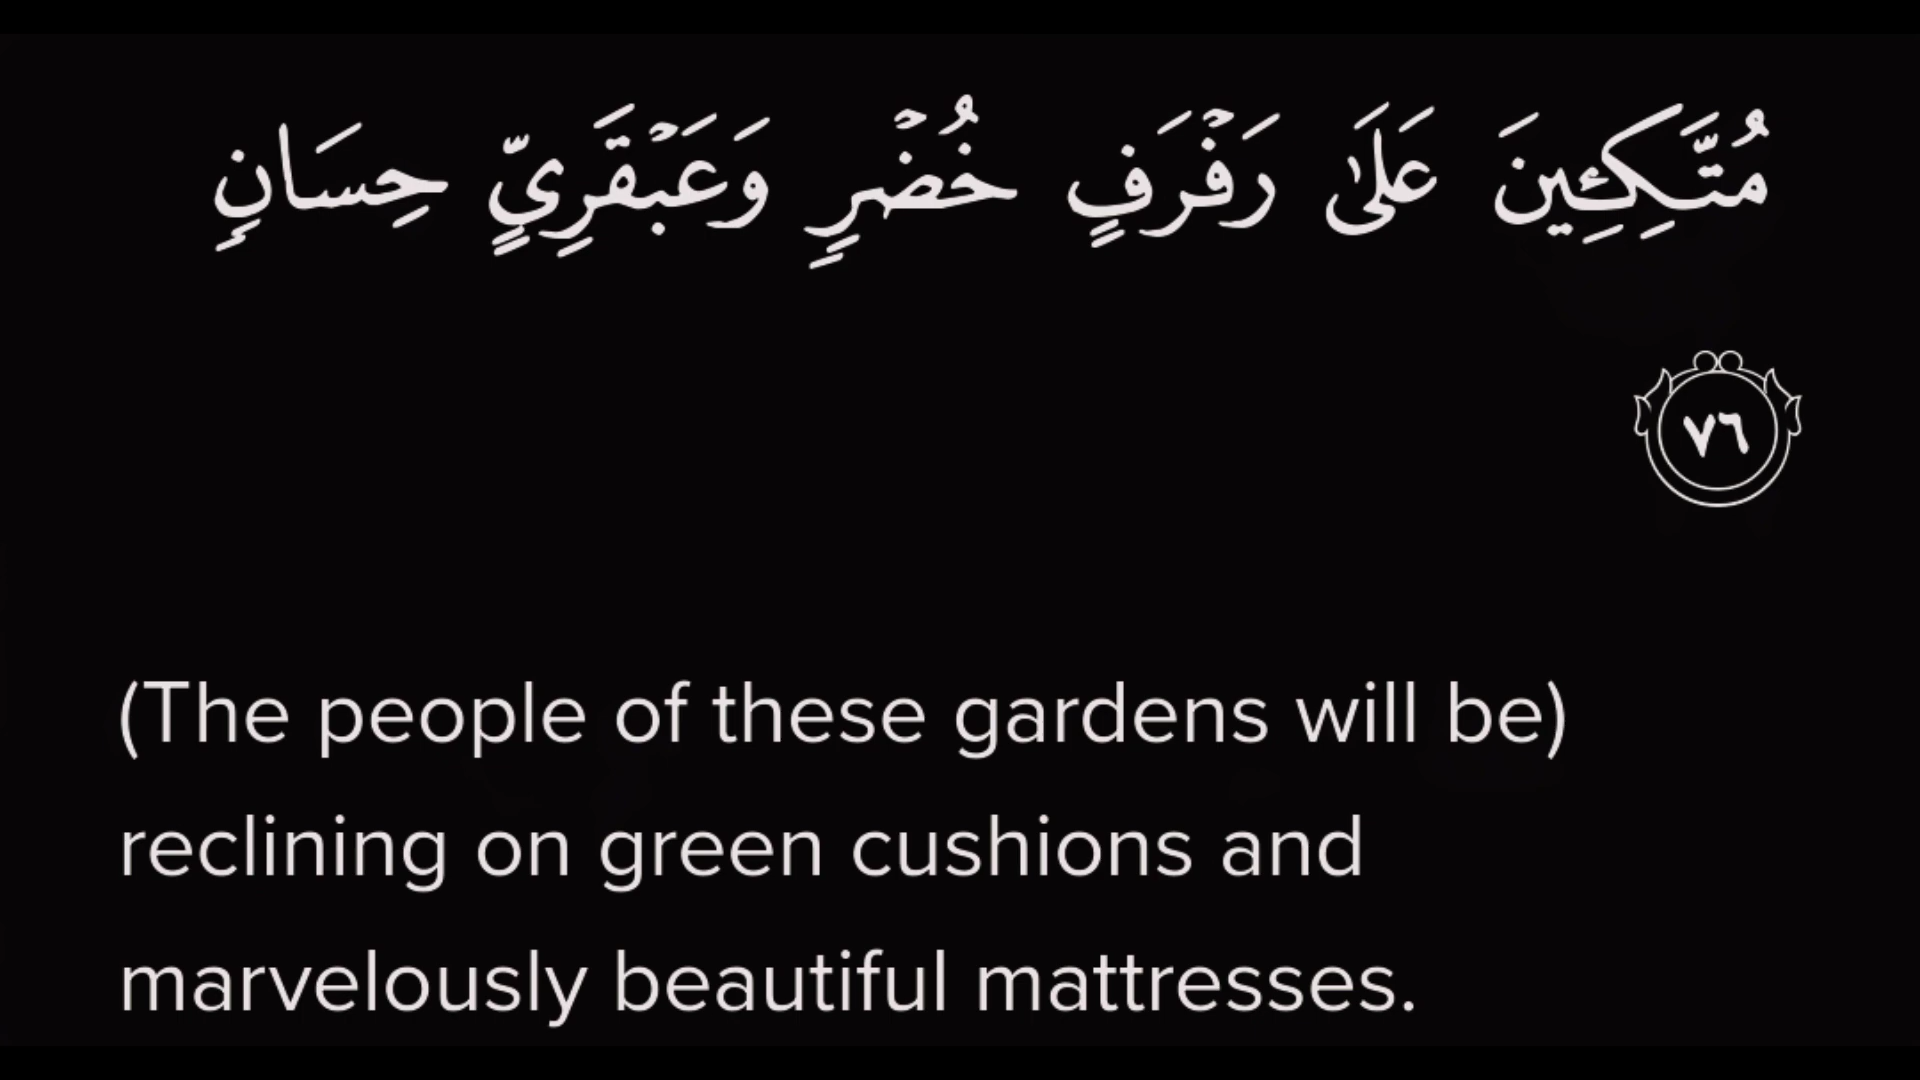 مُتَّكِـِٔينَ عَلَىٰ رَفْرَفٍ خُضْرٍ وَعَبْقَرِيٍّ حِسَانٍ
٧٦
(The people of these gardens will be)
reclining on green cushions and
marvelously beautiful mattresses.